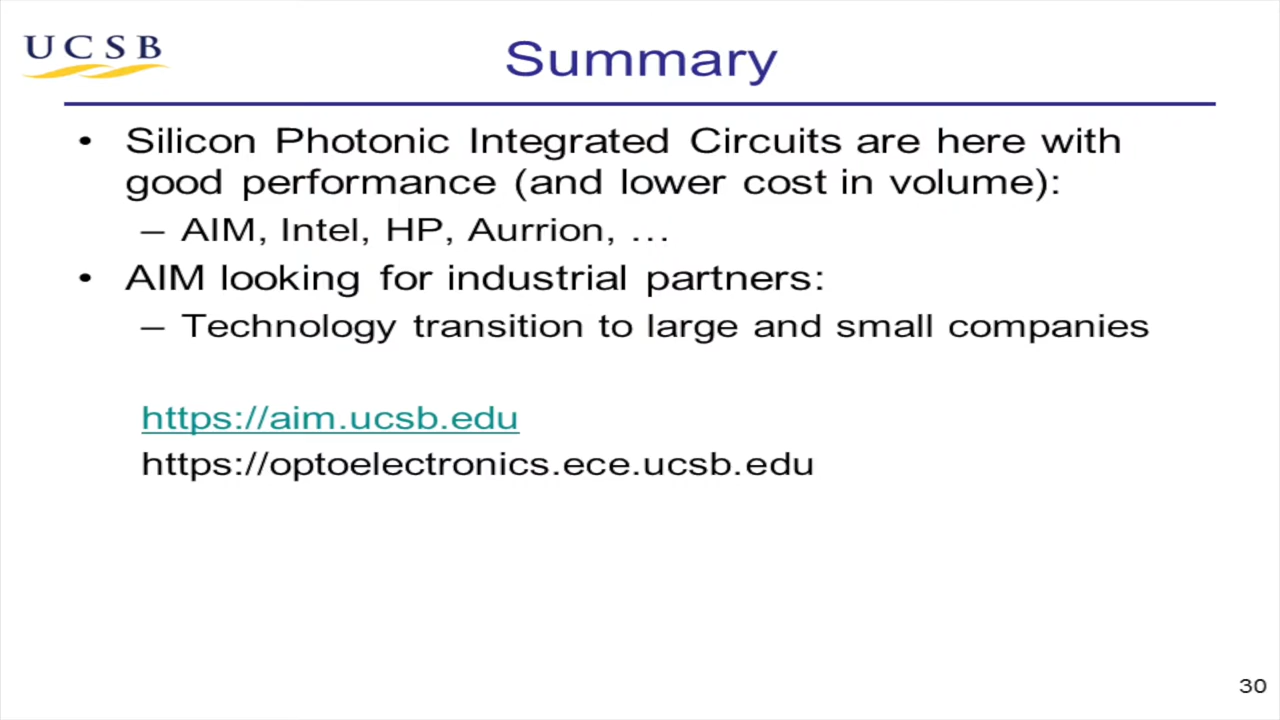 UCSB
Summary
• Silicon Photonic Integrated Circuits are here with
good performance (and lower cost in volume):
– AIM, Intel, HP, Aurrion, …
• AIM looking for industrial partners:
– Technology transition to large and small companies
https://aim.ucsb.edu
https://optoelectronics.ece.ucsb.edu
30